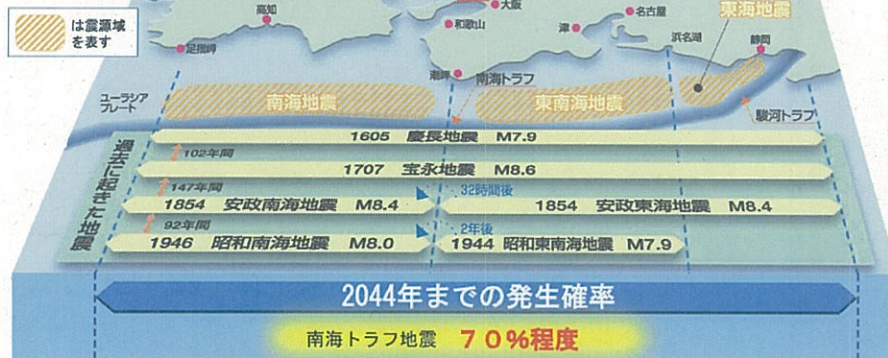 大阪
高知
名古屋
東海地震
は震源域
を表す
和歌山
津
浜名湖
静岡
足摺岬
潮岬
南海トラフ
ユーラシア
プレート
南海地震
東南海地震
駿河トラフ
過去に起きた地震
1605 慶長地震 M7.9
102年間
1707 宝永地震 M8.6
147年間
32時間後
1854 安政南海地震 M8.4
1854 安政東海地震 M8.4
92年間
2年後
1946 昭和南海地震 M8.0
1944 昭和東南海地震 M7.9
2044年までの発生確率
南海トラフ地震 70%程度